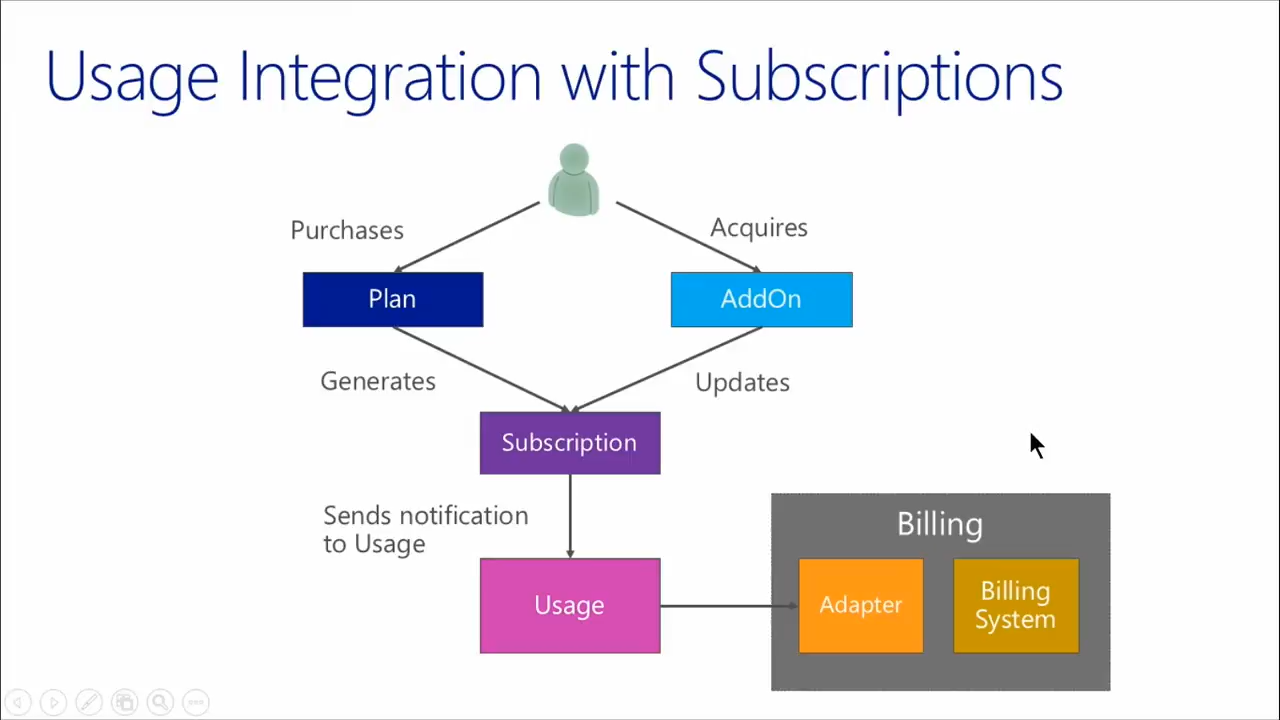 Usage Integration with Subscriptions
Purchases
Acquires
Plan
AddOn
Generates
Updates
Subscription
Sends notification
to Usage
Usage
Billing
Adapter
Billing
System